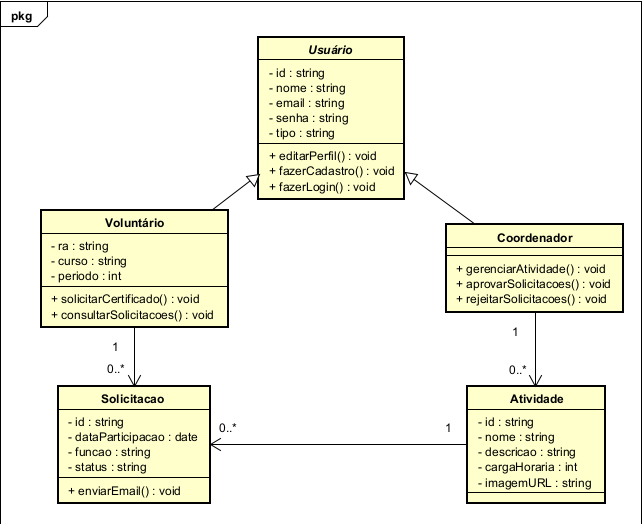 pkg
Usuário
- id : string
- nome : string
- email : string
- senha : string
- tipo : string
+ editarPerfil() : void
+ fazerCadastro() : void
+ fazerLogin() : void
Voluntário
- ra : string
- curso : string
- periodo : int
+ solicitarCertificado() : void
+ consultarSolicitacoes() : void
Coordenador
+ gerenciarAtividade() : void
+ aprovarSolicitacoes() : void
+ rejeitarSolicitacoes() : void
1
0..*
1
0..*
Solicitacao
- id : string
- dataParticipacao : date
- funcao : string
- status : string
+ enviarEmail() : void
0..*
1
Atividade
- id : string
- nome : string
- descricao : string
- cargaHoraria : int
- imagemURL : string